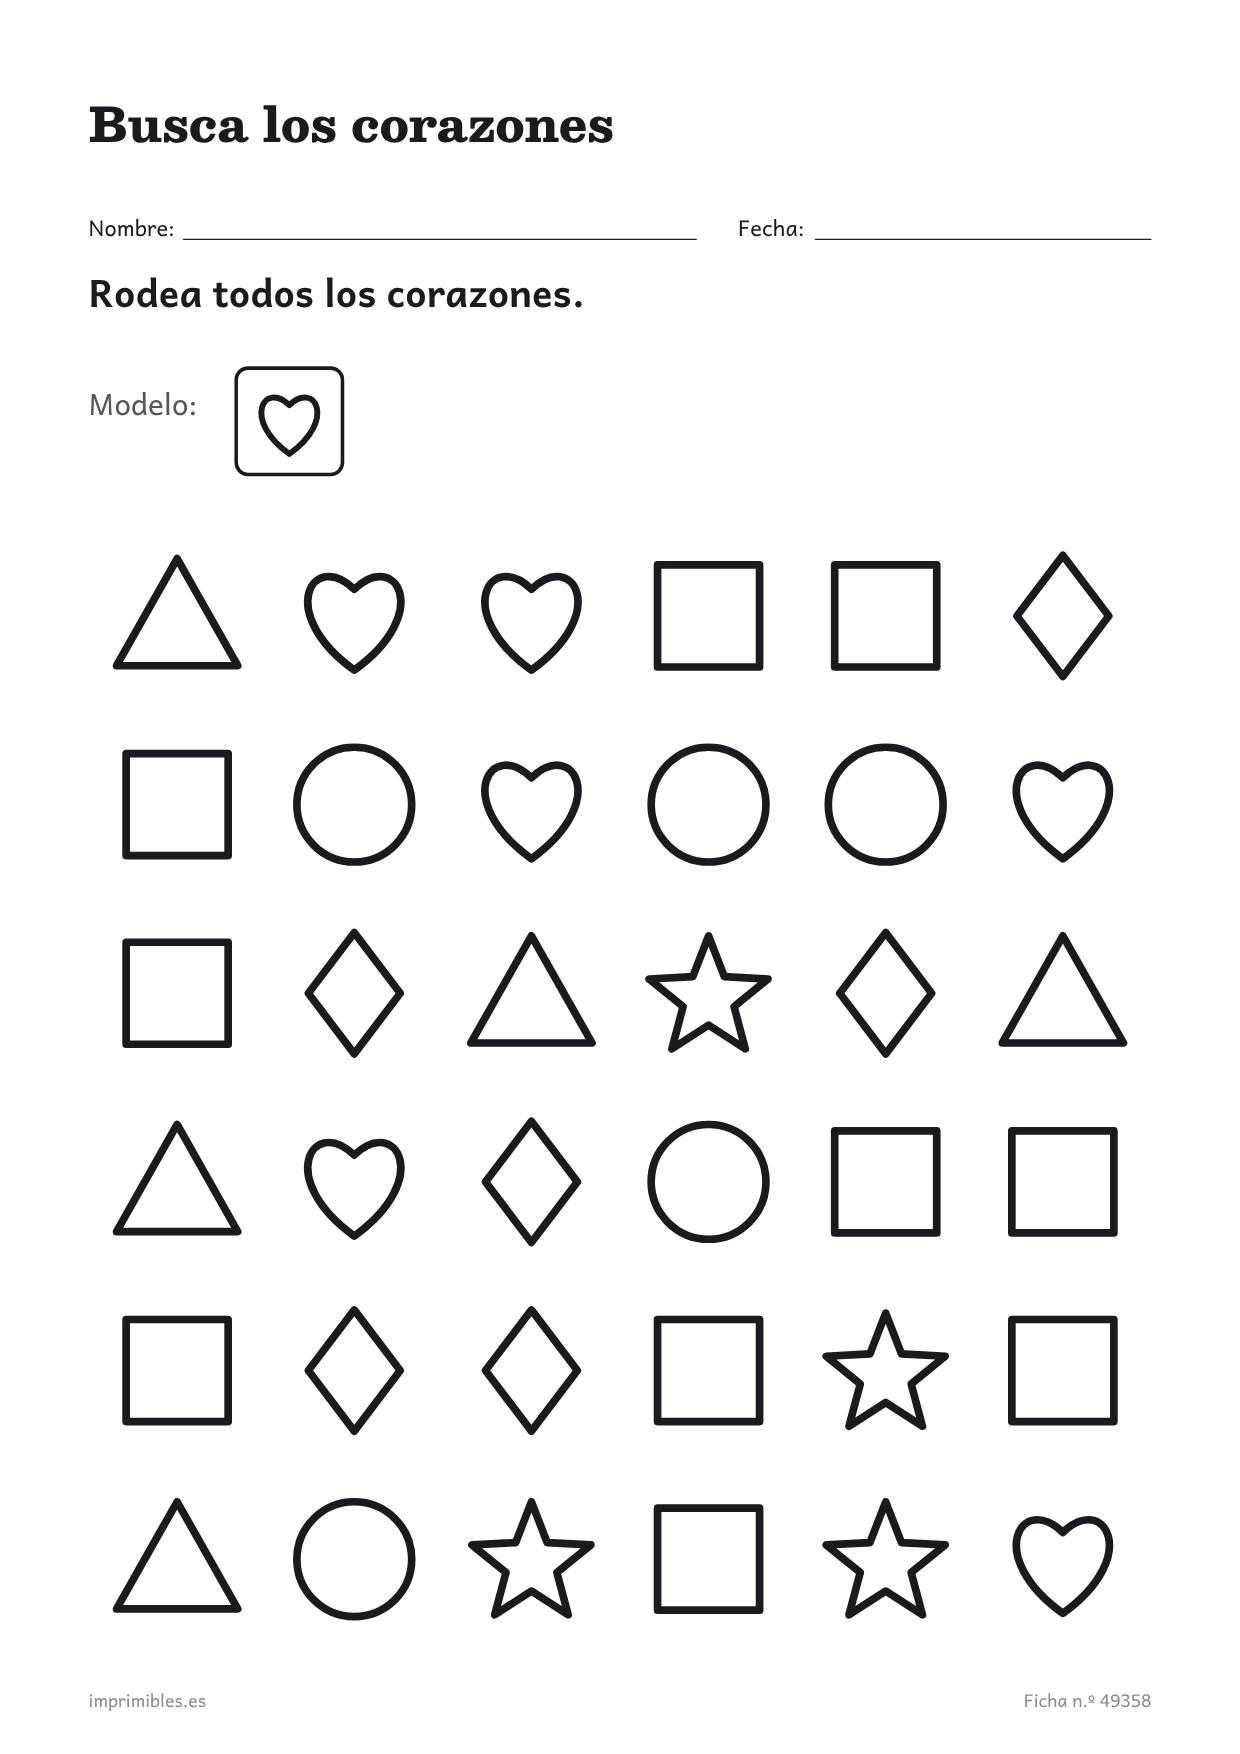 Busca los corazones
Nombre: Fecha:
Rodea todos los corazones.
Modelo:
imprimibles.es Ficha n.º 49358